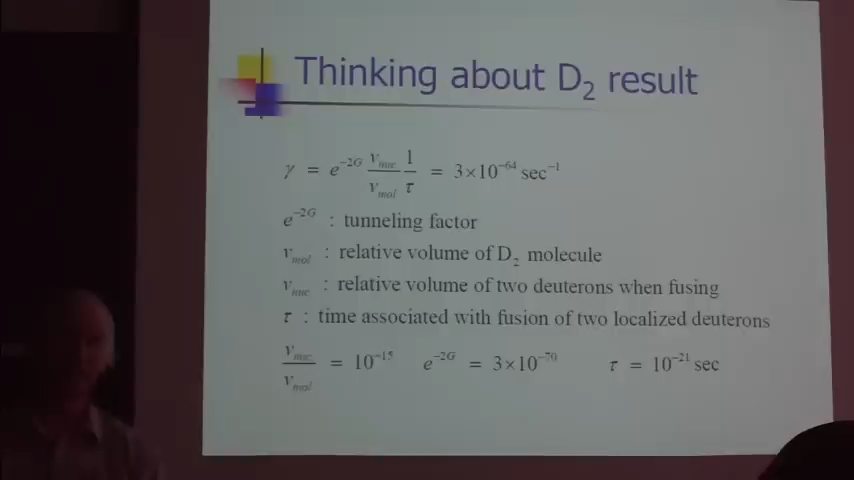 Thinking about D₂ result
γ = e⁻²ᴳ (v_nuc / v_mol) (1 / τ) = 3×10⁻⁶⁴ sec⁻¹
e⁻²ᴳ : tunneling factor
v_mol : relative volume of D₂ molecule
v_nuc : relative volume of two deuterons when fusing
τ : time associated with fusion of two localized deuterons
v_nuc / v_mol = 10⁻¹⁵ e⁻²ᴳ = 3×10⁻⁷⁰ τ = 10⁻²¹ sec